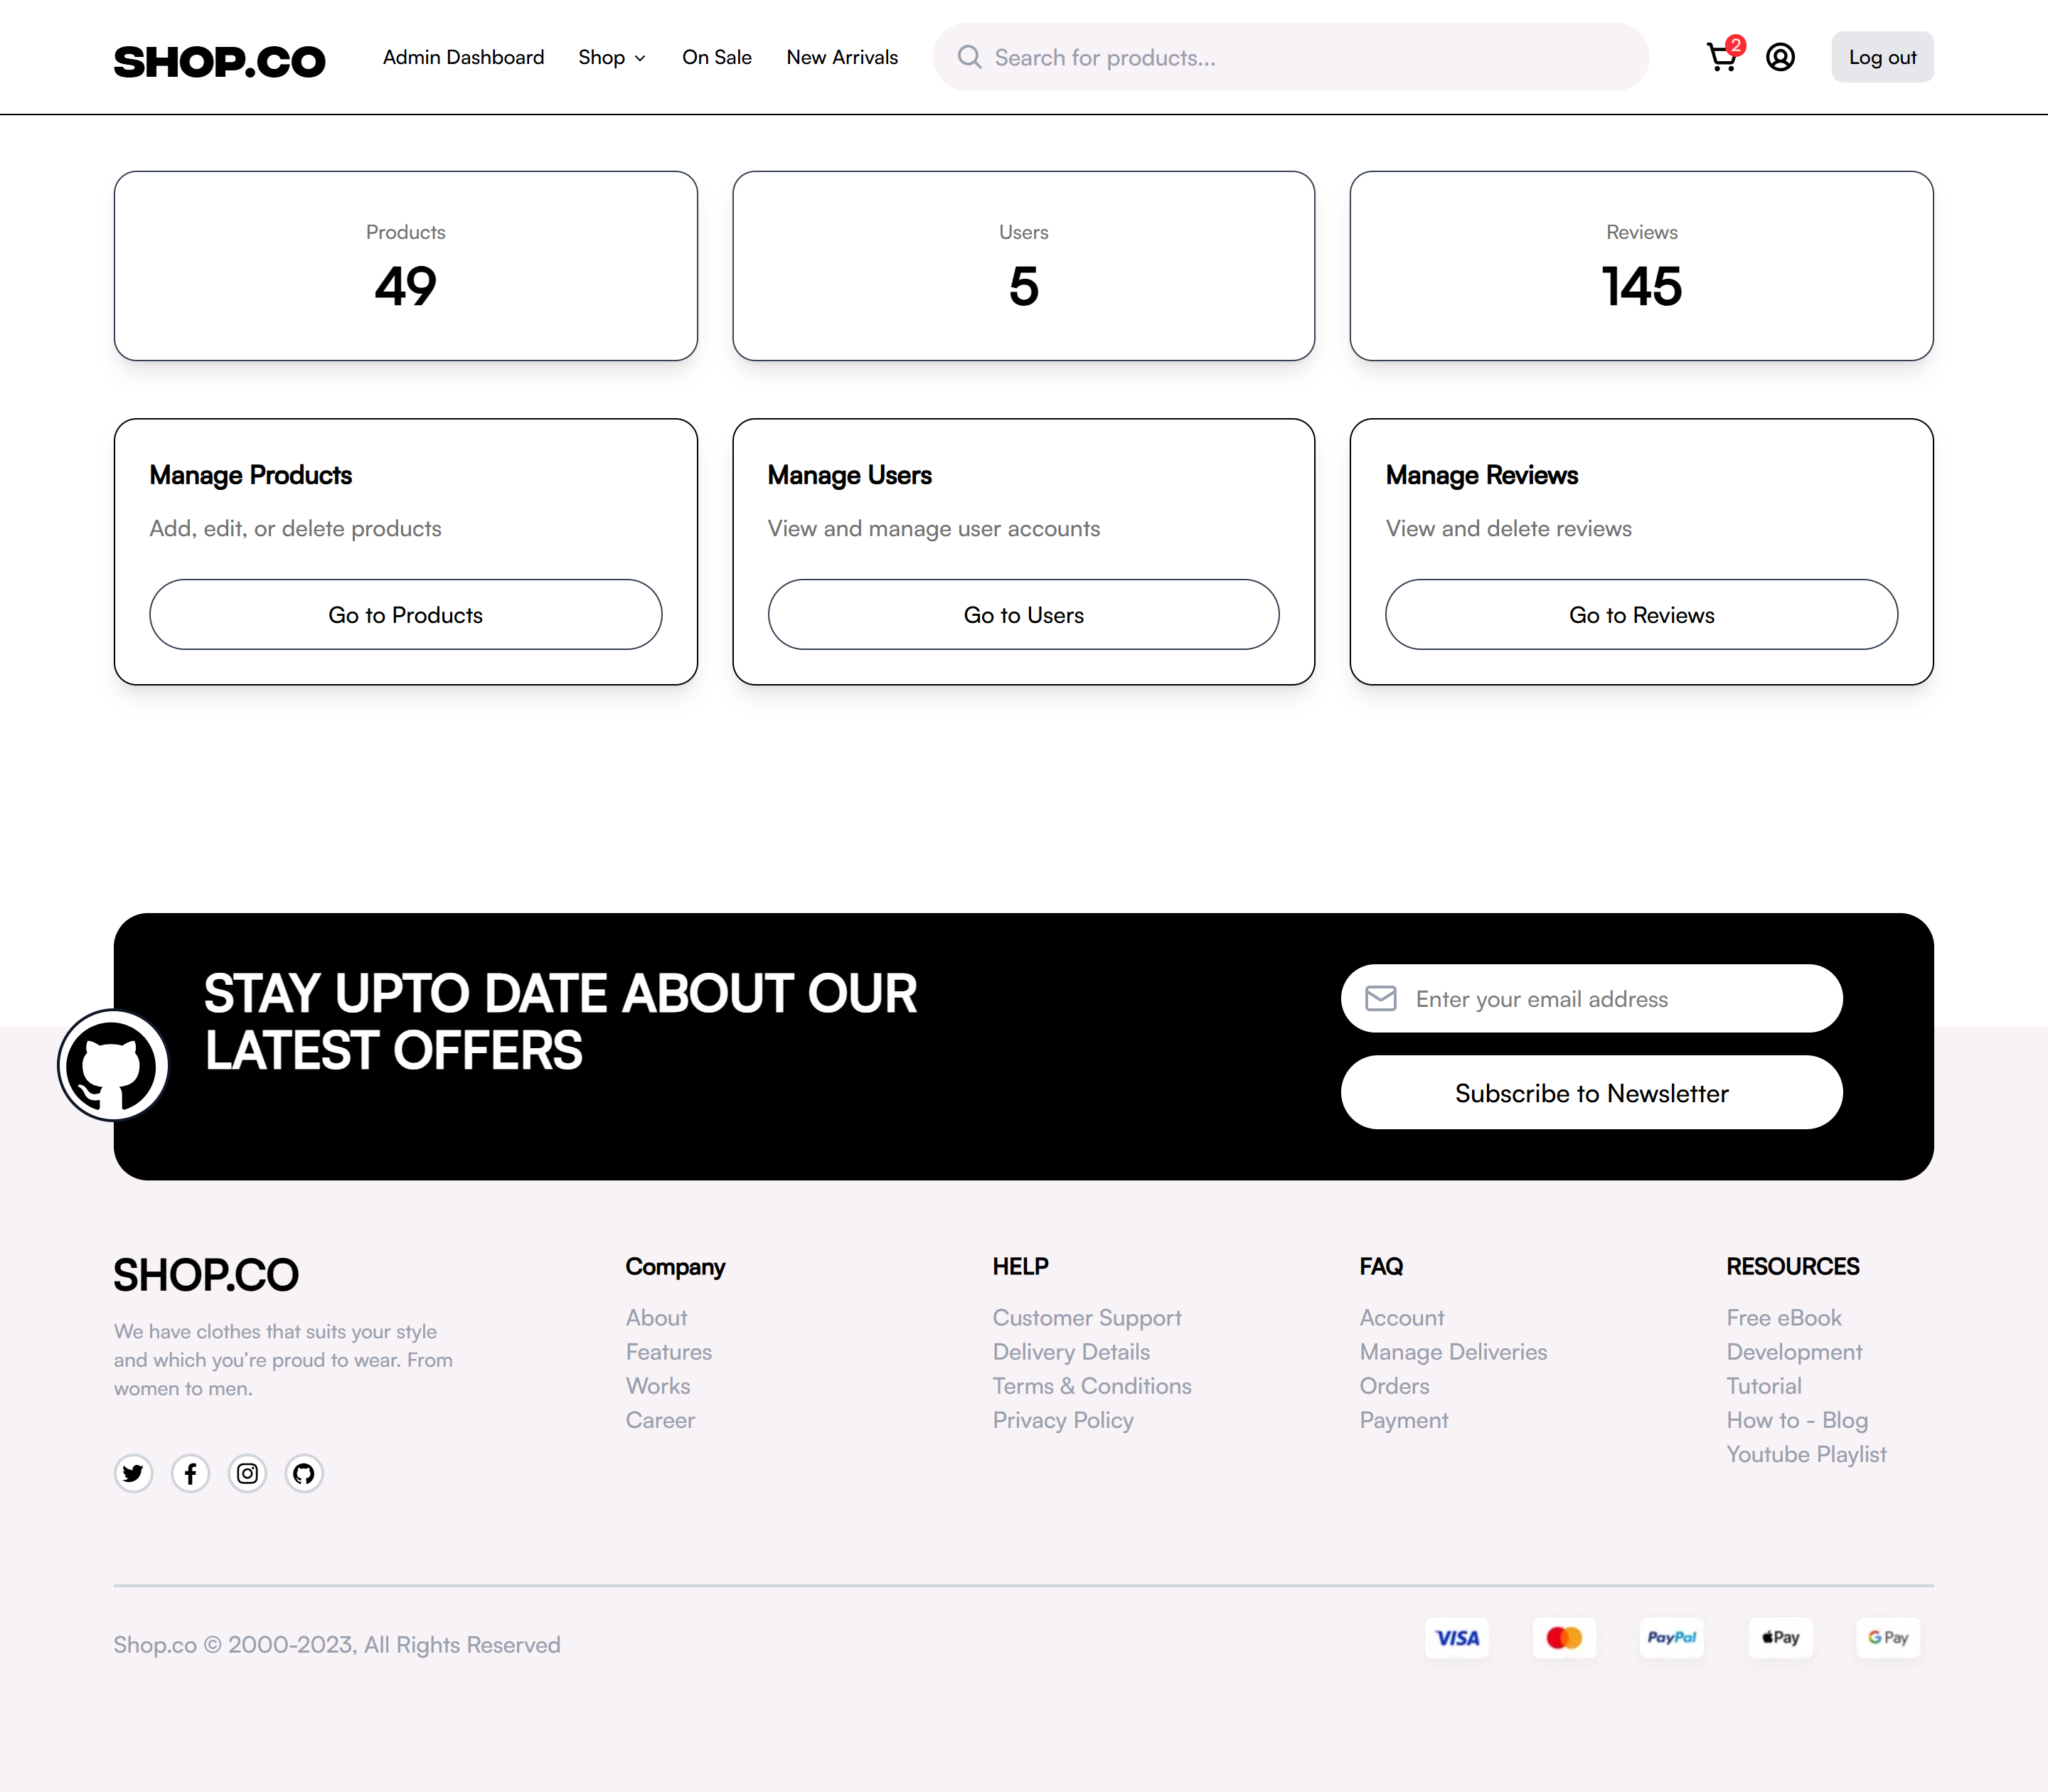 SHOP.CO
Admin Dashboard
Shop
On Sale
New Arrivals
Search for products...
2
Log out
Products
49
Users
5
Reviews
145
Manage Products
Add, edit, or delete products
Go to Products
Manage Users
View and manage user accounts
Go to Users
Manage Reviews
View and delete reviews
Go to Reviews
STAY UPTO DATE ABOUT OUR
LATEST OFFERS
Enter your email address
Subscribe to Newsletter
SHOP.CO
We have clothes that suits your style
and which you’re proud to wear. From
women to men.
Company
About
Features
Works
Career
HELP
Customer Support
Delivery Details
Terms & Conditions
Privacy Policy
FAQ
Account
Manage Deliveries
Orders
Payment
RESOURCES
Free eBook
Development
Tutorial
How to - Blog
Youtube Playlist
Shop.co © 2000-2023, All Rights Reserved
VISA
PayPal
Pay
G Pay